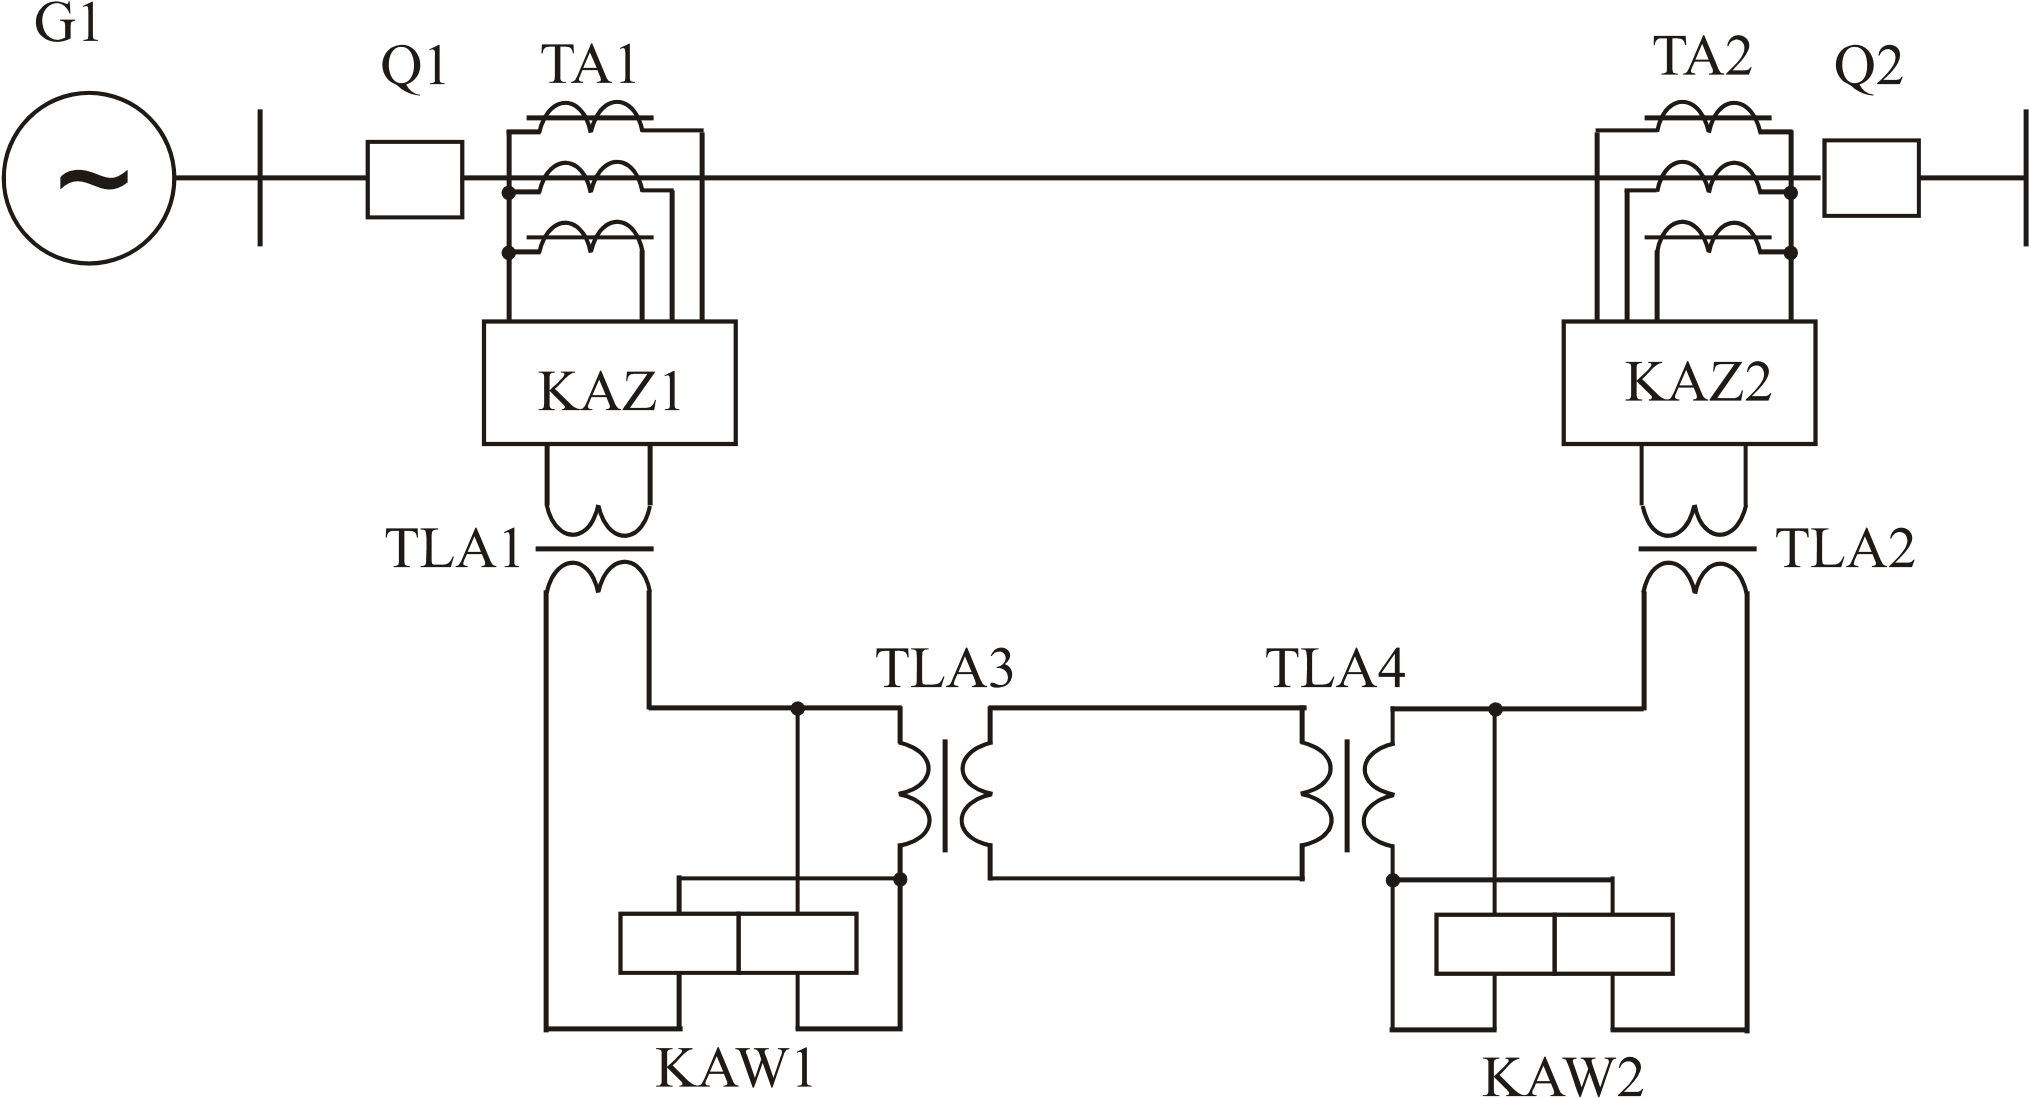 G1
Q1
TA1
TA2
Q2
~
KAZ1
KAZ2
TLA1
TLA2
TLA3
TLA4
KAW1
KAW2